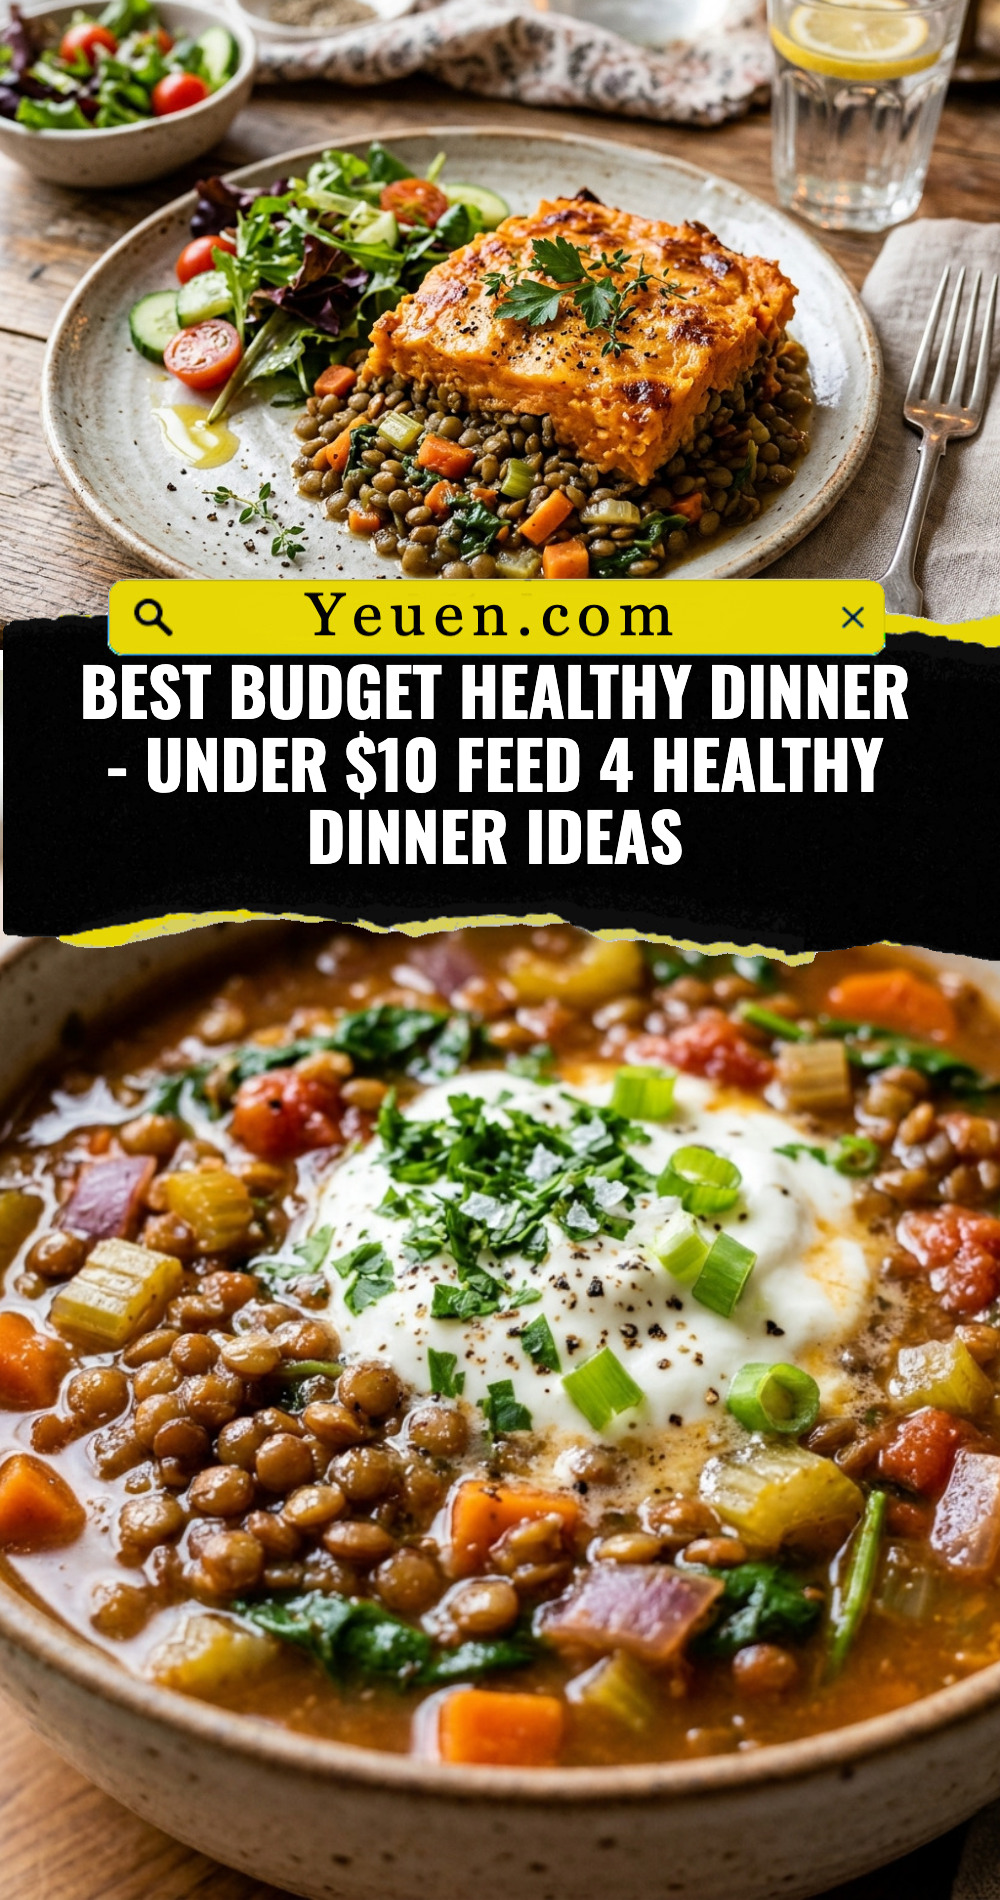 Yeuen.com
BEST BUDGET HEALTHY DINNER
- UNDER $10 FEED 4 HEALTHY
DINNER IDEAS